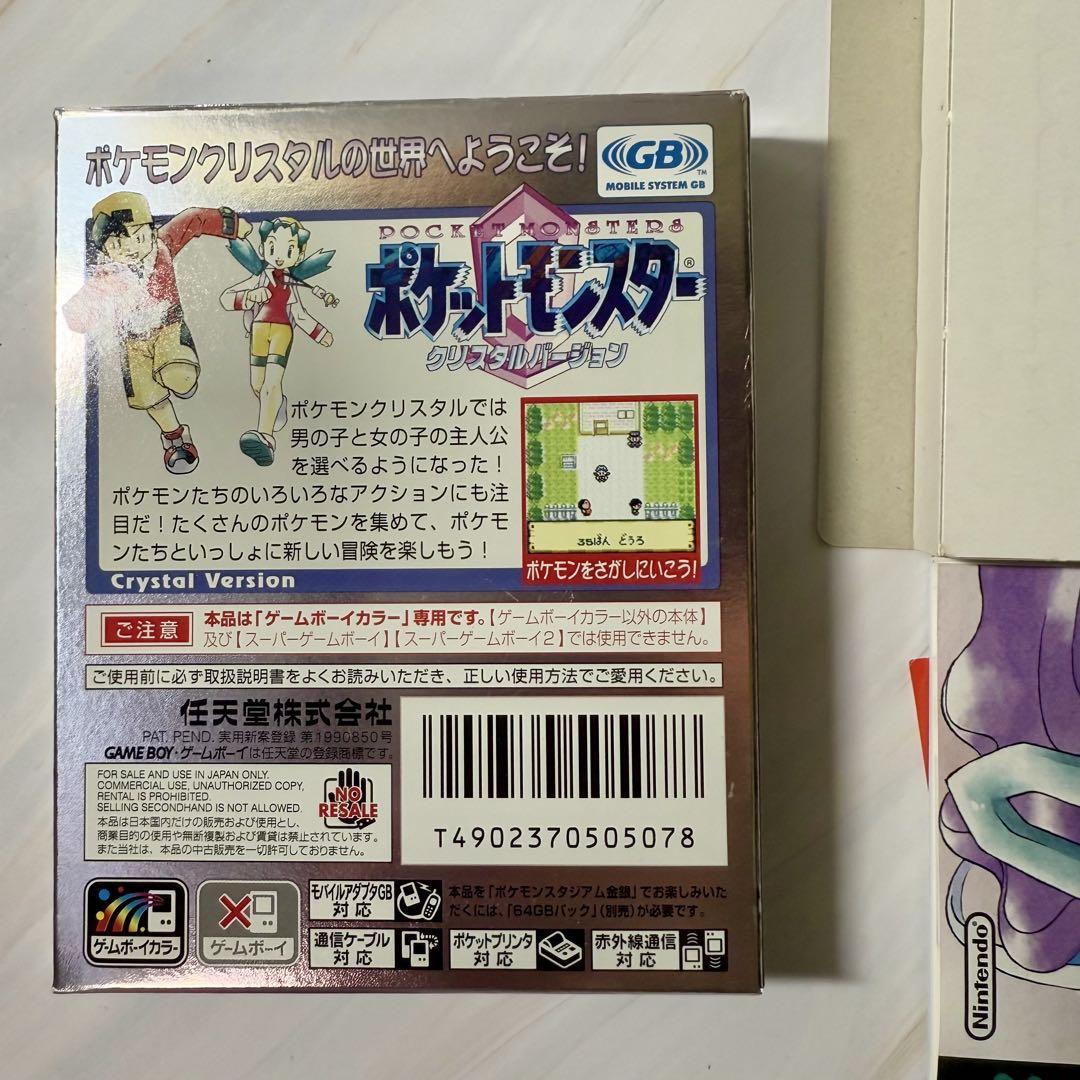 ポケモンクリスタルの世界へようこそ!
GB
TM
MOBILE SYSTEM GB
POCKET MONSTERS
ポケットモンスター®
クリスタルバージョン
ポケモンクリスタルでは
男の子と女の子の主人公
を選べるようになった!
ポケモンたちのいろいろなアクションにも注
目だ!たくさんのポケモンを集めて、ポケモ
ンたちといっしょに新しい冒険を楽しもう!
35ばん どうろ
ポケモンをさがしにいこう!
Crystal Version
ご注意
本品は「ゲームボーイカラー」専用です。【ゲームボーイカラー以外の本体】
及び【スーパーゲームボーイ】【スーパーゲームボーイ2】では使用できません。
ご使用前に必ず取扱説明書をよくお読みいただき、正しい使用方法でご愛用ください。
任天堂株式会社
PAT. PEND. 実用新案登録 第1990850号
GAME BOY・ゲームボーイは任天堂の登録商標です。
FOR SALE AND USE IN JAPAN ONLY.
COMMERCIAL USE, UNAUTHORIZED COPY,
RENTAL IS PROHIBITED.
SELLING SECONDHAND IS NOT ALLOWED.
本品は日本国内だけの販売および使用とし、
商業目的の使用や無断複製および賃貸は禁止されています。
また当社は、本品の中古販売を一切許可しておりません。
NO
RESALE
T4902370505078
ゲームボーイカラー
ゲームボーイ
モバイルアダプタGB
対応
本品を「ポケモンスタジアム金銀」でお楽しみいた
だくには、「64GBパック」(別売)が必要です。
通信ケーブル
対応
ポケットプリンタ
対応
赤外線通信
対応
Nintendo®